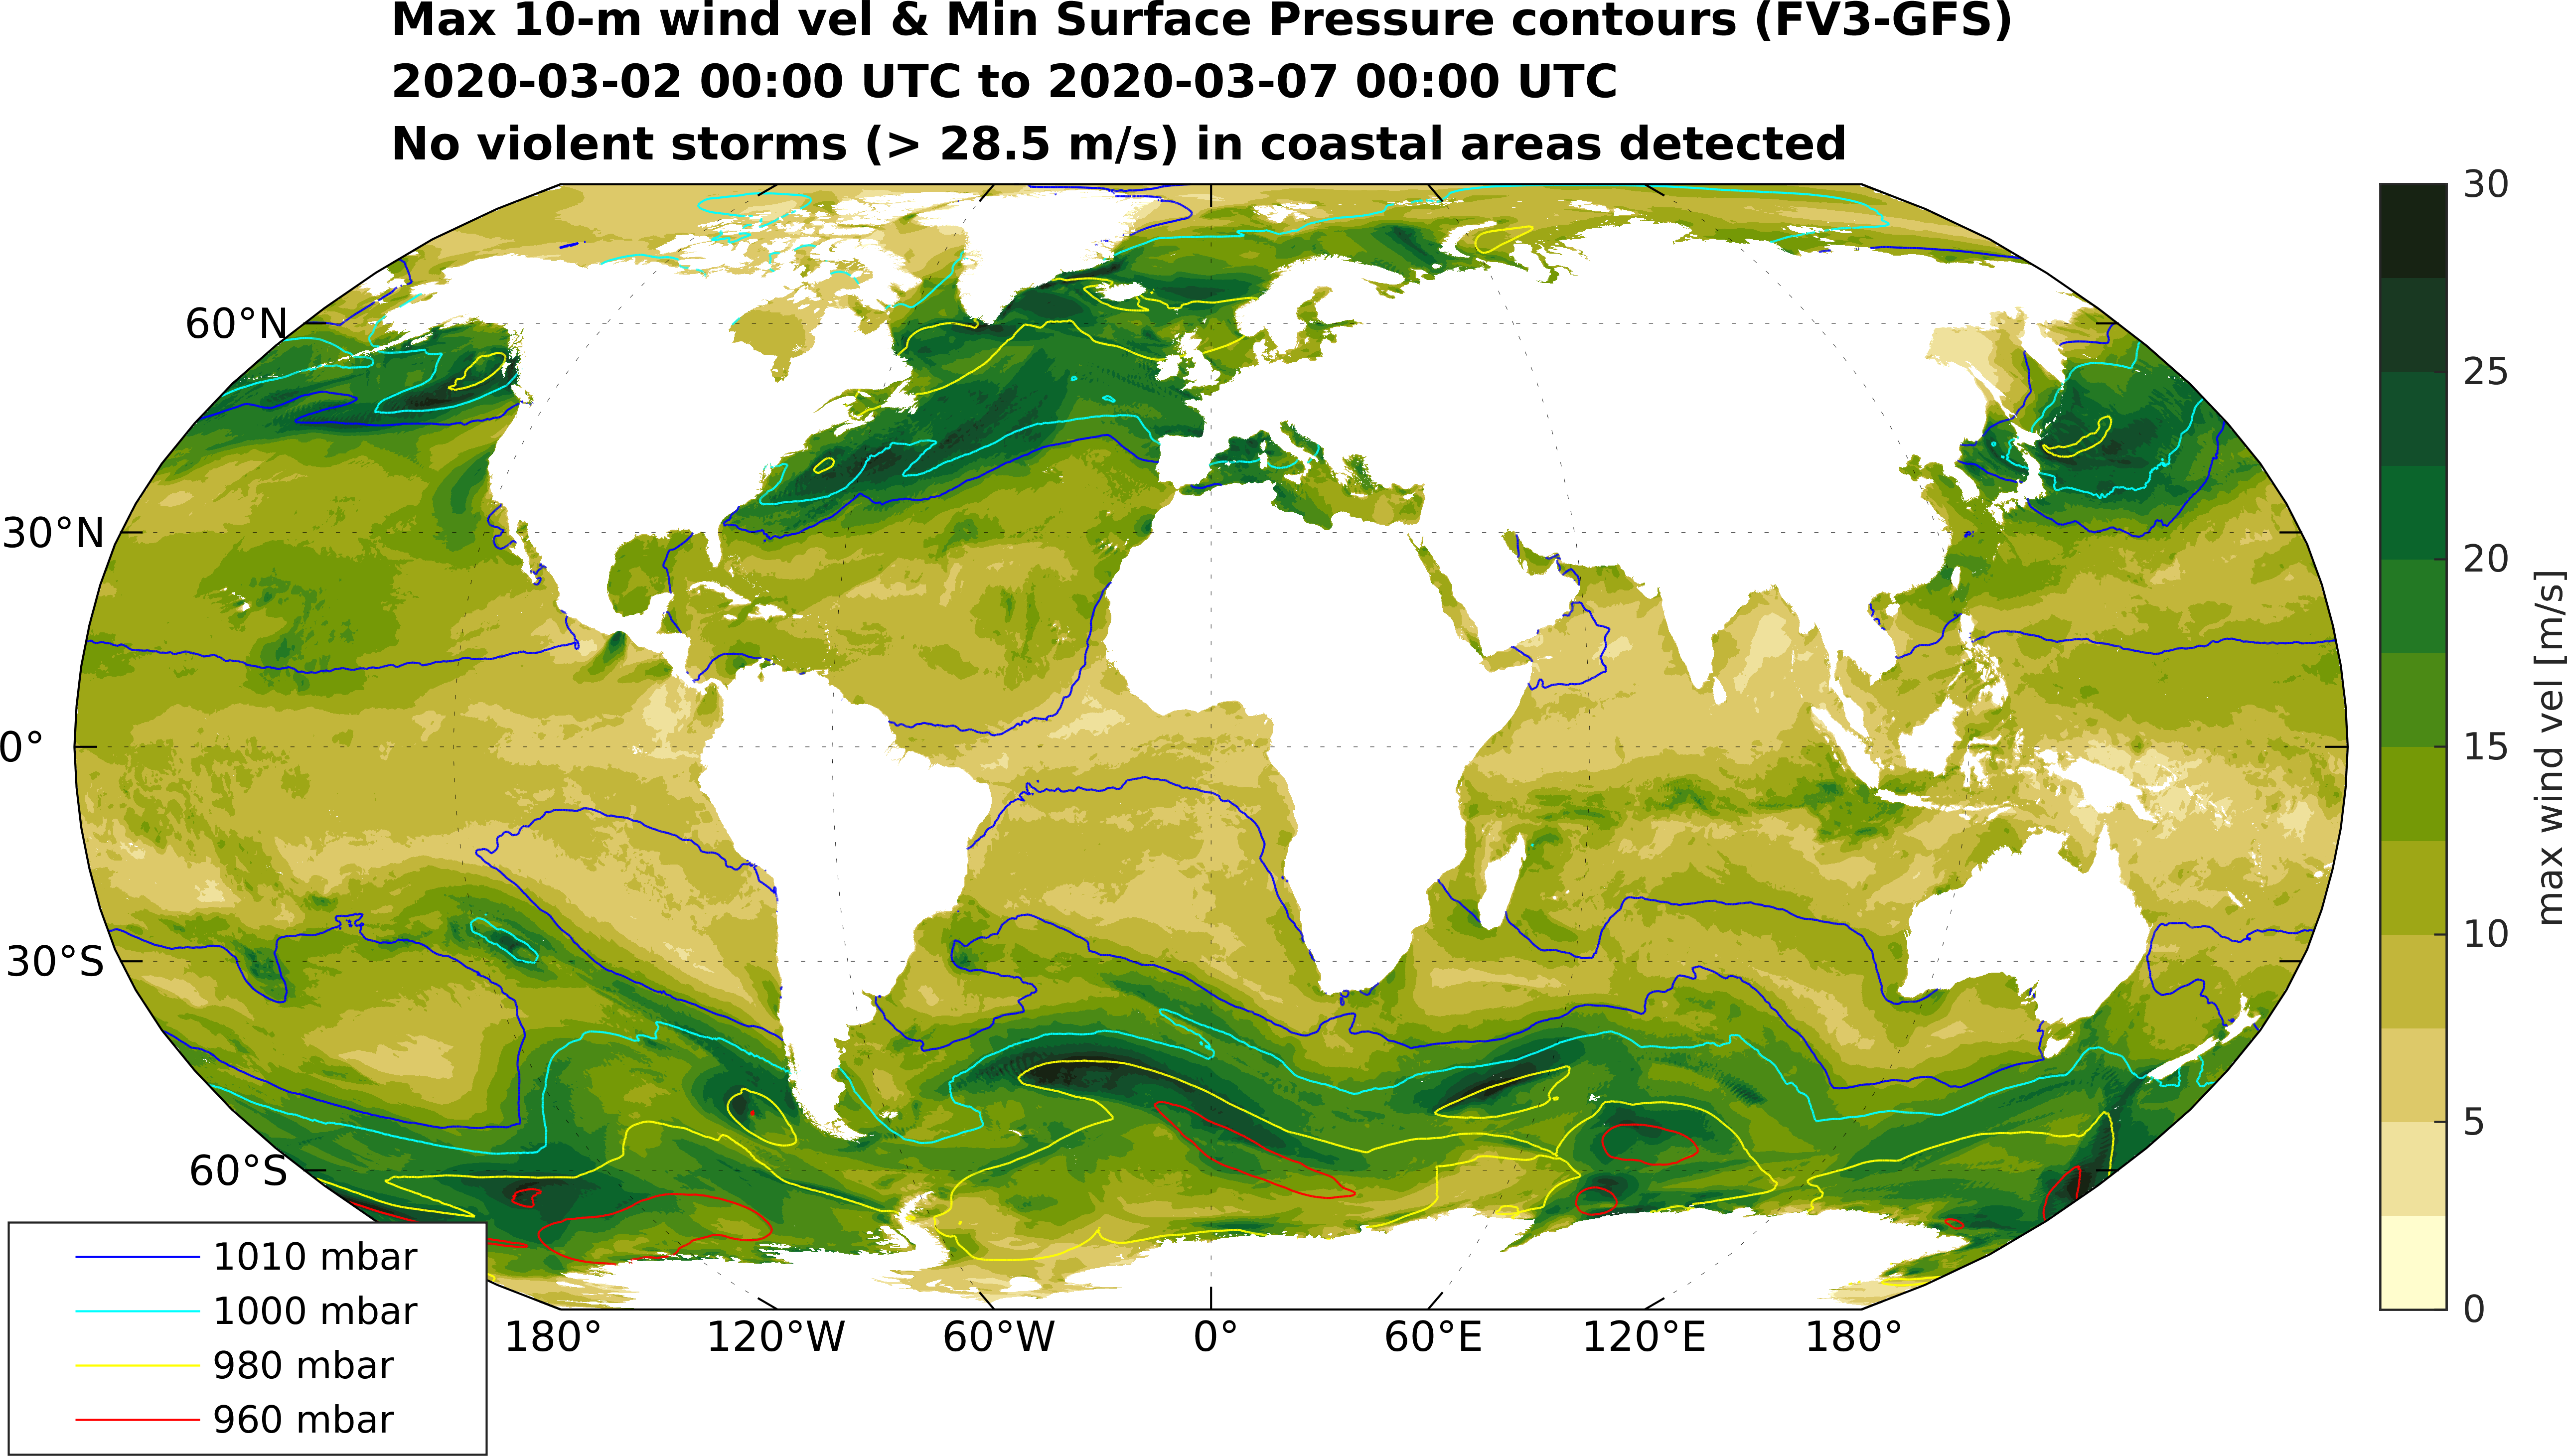 Max 10-m wind vel & Min Surface Pressure contours (FV3-GFS)
2020-03-02 00:00 UTC to 2020-03-07 00:00 UTC
No violent storms (> 28.5 m/s) in coastal areas detected
60°N
30°N
0°
30°S
60°S
180°
120°W
60°W
0°
60°E
120°E
180°
1010 mbar
1000 mbar
980 mbar
960 mbar
30
25
20
15
10
5
0
max wind vel [m/s]